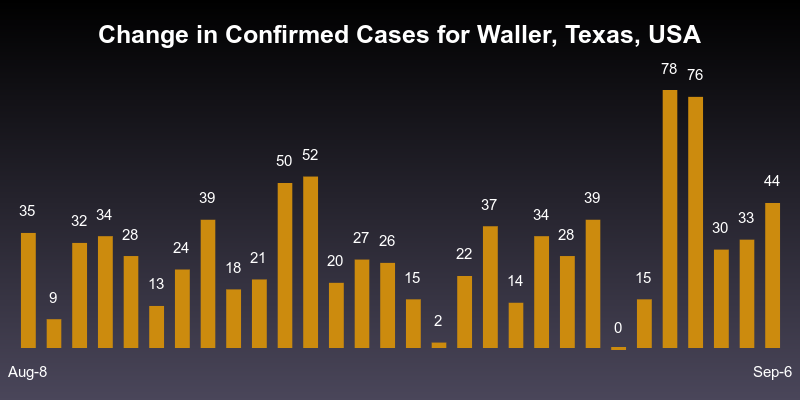 Change in Confirmed Cases for Waller, Texas, USA
35 9 32 34 28 13 24 39 18 21 50 52 20 27 26 15 2 22 37 14 34 28 39 0 15 78 76 30 33 44
Aug-8 Sep-6